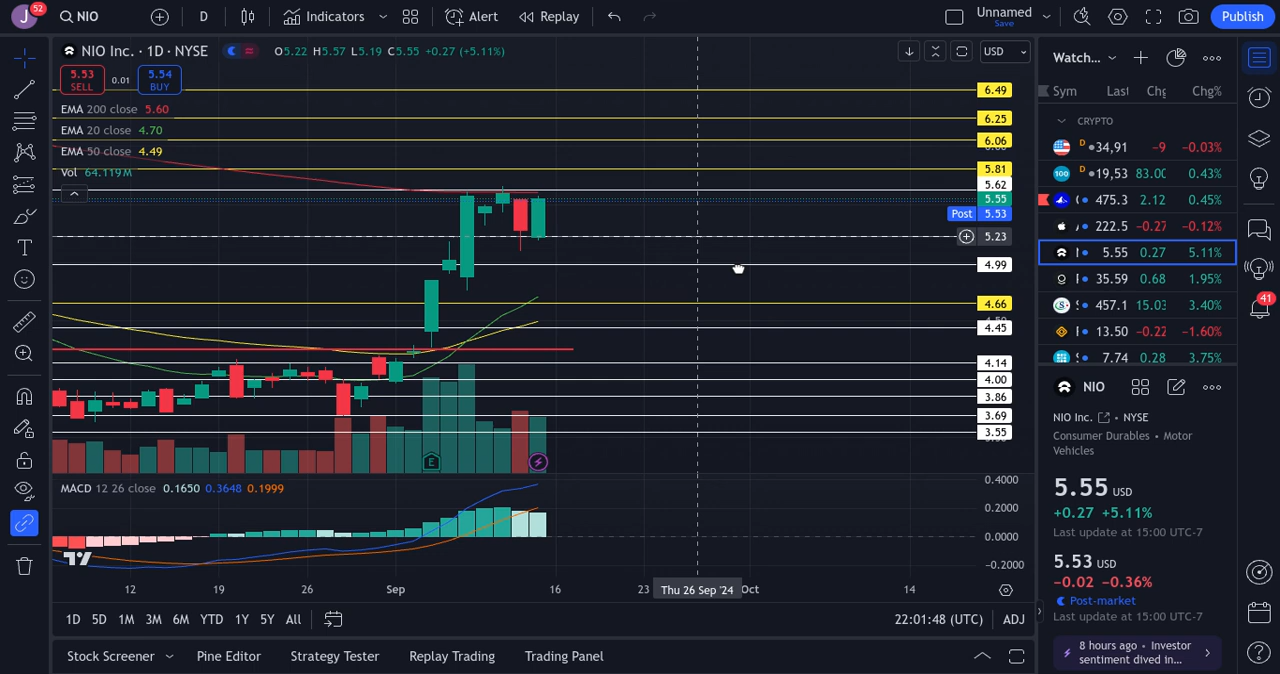 J 52 NIO D Indicators Alert Replay Unnamed Save Publish
NIO Inc. · 1D · NYSE O5.22 H5.57 L5.19 C5.55 +0.27 (+5.11%) USD
5.53 SELL 0.01 5.54 BUY
EMA 200 close 5.60
EMA 20 close 4.70
EMA 50 close 4.49
Vol 64.119M
6.49
6.25
6.06
5.81
5.62
5.55
Post 5.53
5.23
4.99
4.66
4.45
4.14
4.00
3.86
3.69
3.55
E
MACD 12 26 close 0.1650 0.3648 0.1999
0.4000
0.2000
0.0000
−0.2000
12 19 26 Sep 16 23 Thu 26 Sep '24 Oct 14
1D 5D 1M 3M 6M YTD 1Y 5Y All 22:01:48 (UTC) ADJ
Stock Screener Pine Editor Strategy Tester Replay Trading Trading Panel
Watch...
Sym Last Chg Chg%
CRYPTO
D 34,91 −9 −0.03%
100 D 19,53 83.00 0.43%
475.3 2.12 0.45%
222.5 −0.27 −0.12%
5.55 0.27 5.11%
35.59 0.68 1.95%
457.1 15.03 3.40%
13.50 −0.22 −1.60%
7.74 0.28 3.75%
NIO
NIO Inc. • NYSE
Consumer Durables • Motor
Vehicles
5.55 USD
+0.27 +5.11%
Last update at 15:00 UTC-7
5.53 USD
−0.02 −0.36%
Post-market
Last update at 15:00 UTC-7
8 hours ago • Investor
sentiment dived in...
41